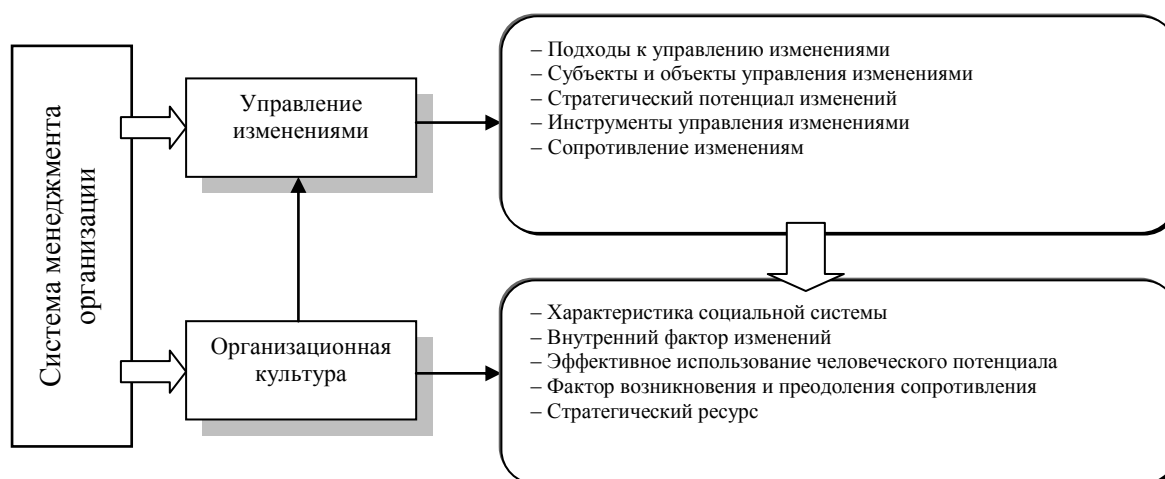 Система менеджмента
организации
Управление
изменениями
– Подходы к управлению изменениями
– Субъекты и объекты управления изменениями
– Стратегический потенциал изменений
– Инструменты управления изменениями
– Сопротивление изменениям
Организационная
культура
– Характеристика социальной системы
– Внутренний фактор изменений
– Эффективное использование человеческого потенциала
– Фактор возникновения и преодоления сопротивления
– Стратегический ресурс